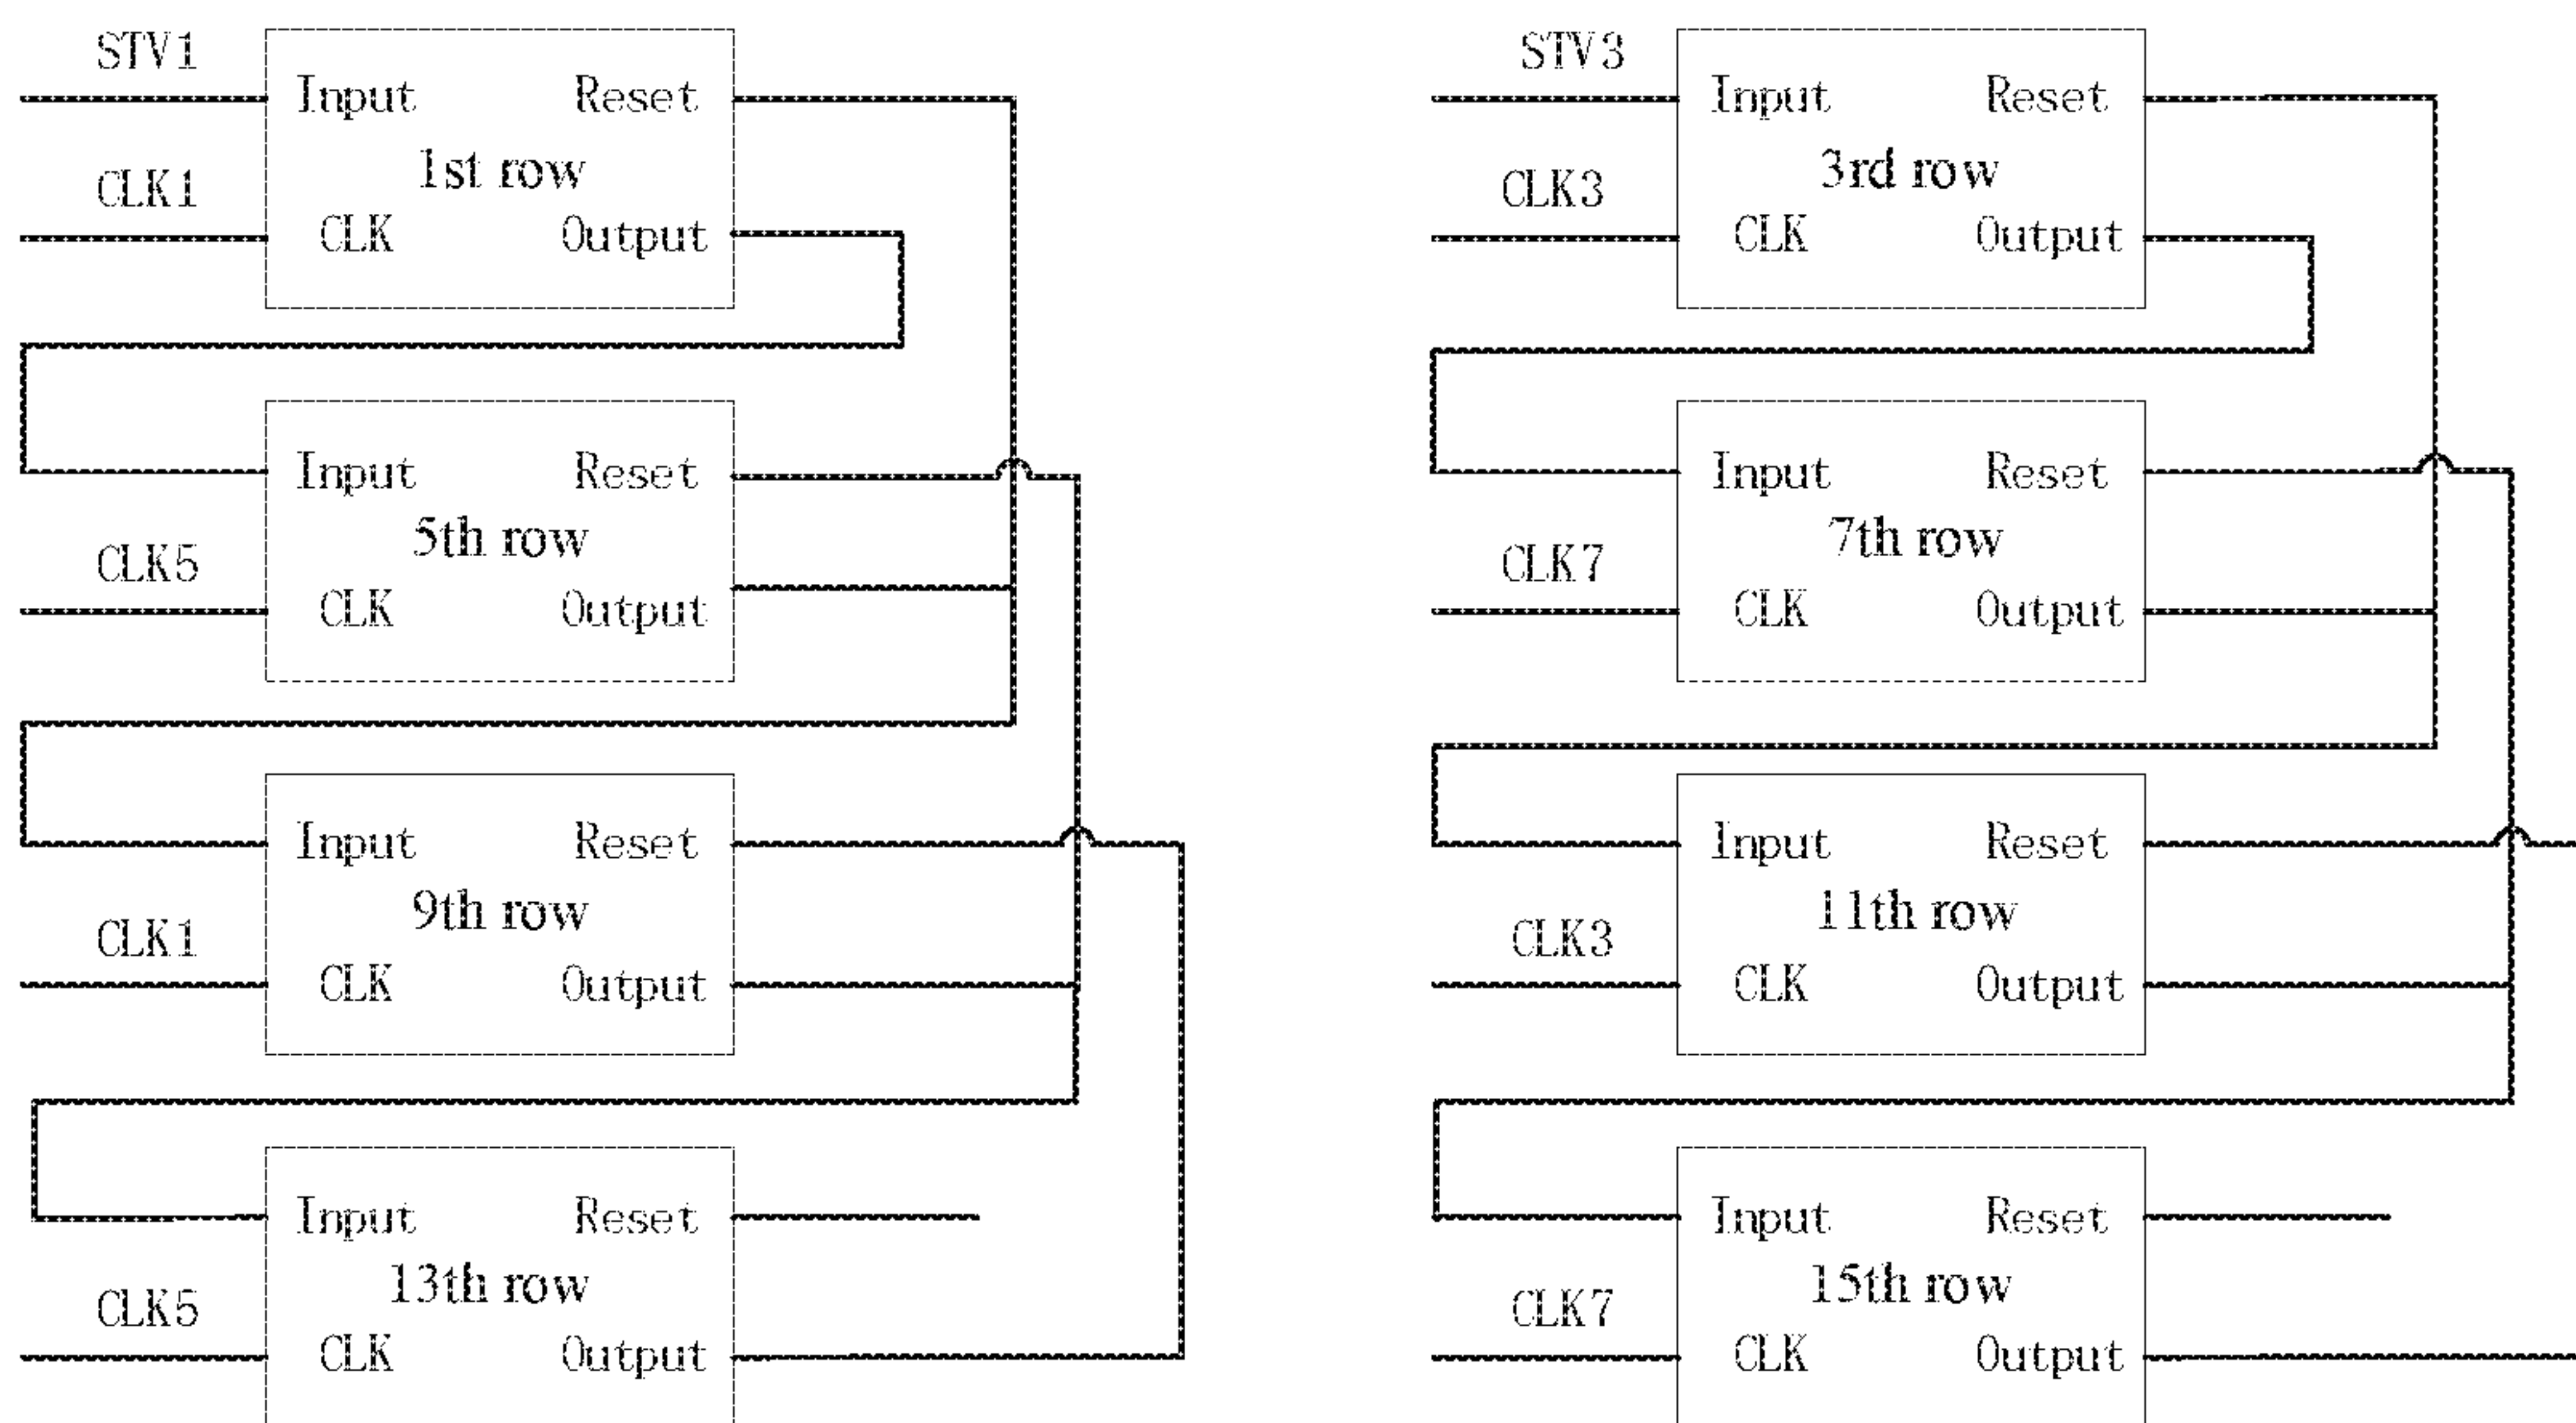 STV1
Input Reset
1st row
CLK1
CLK Output
Input Reset
5th row
CLK5
CLK Output
Input Reset
9th row
CLK1
CLK Output
Input Reset
13th row
CLK5
CLK Output
STV3
Input Reset
3rd row
CLK3
CLK Output
Input Reset
7th row
CLK7
CLK Output
Input Reset
11th row
CLK3
CLK Output
Input Reset
15th row
CLK7
CLK Output